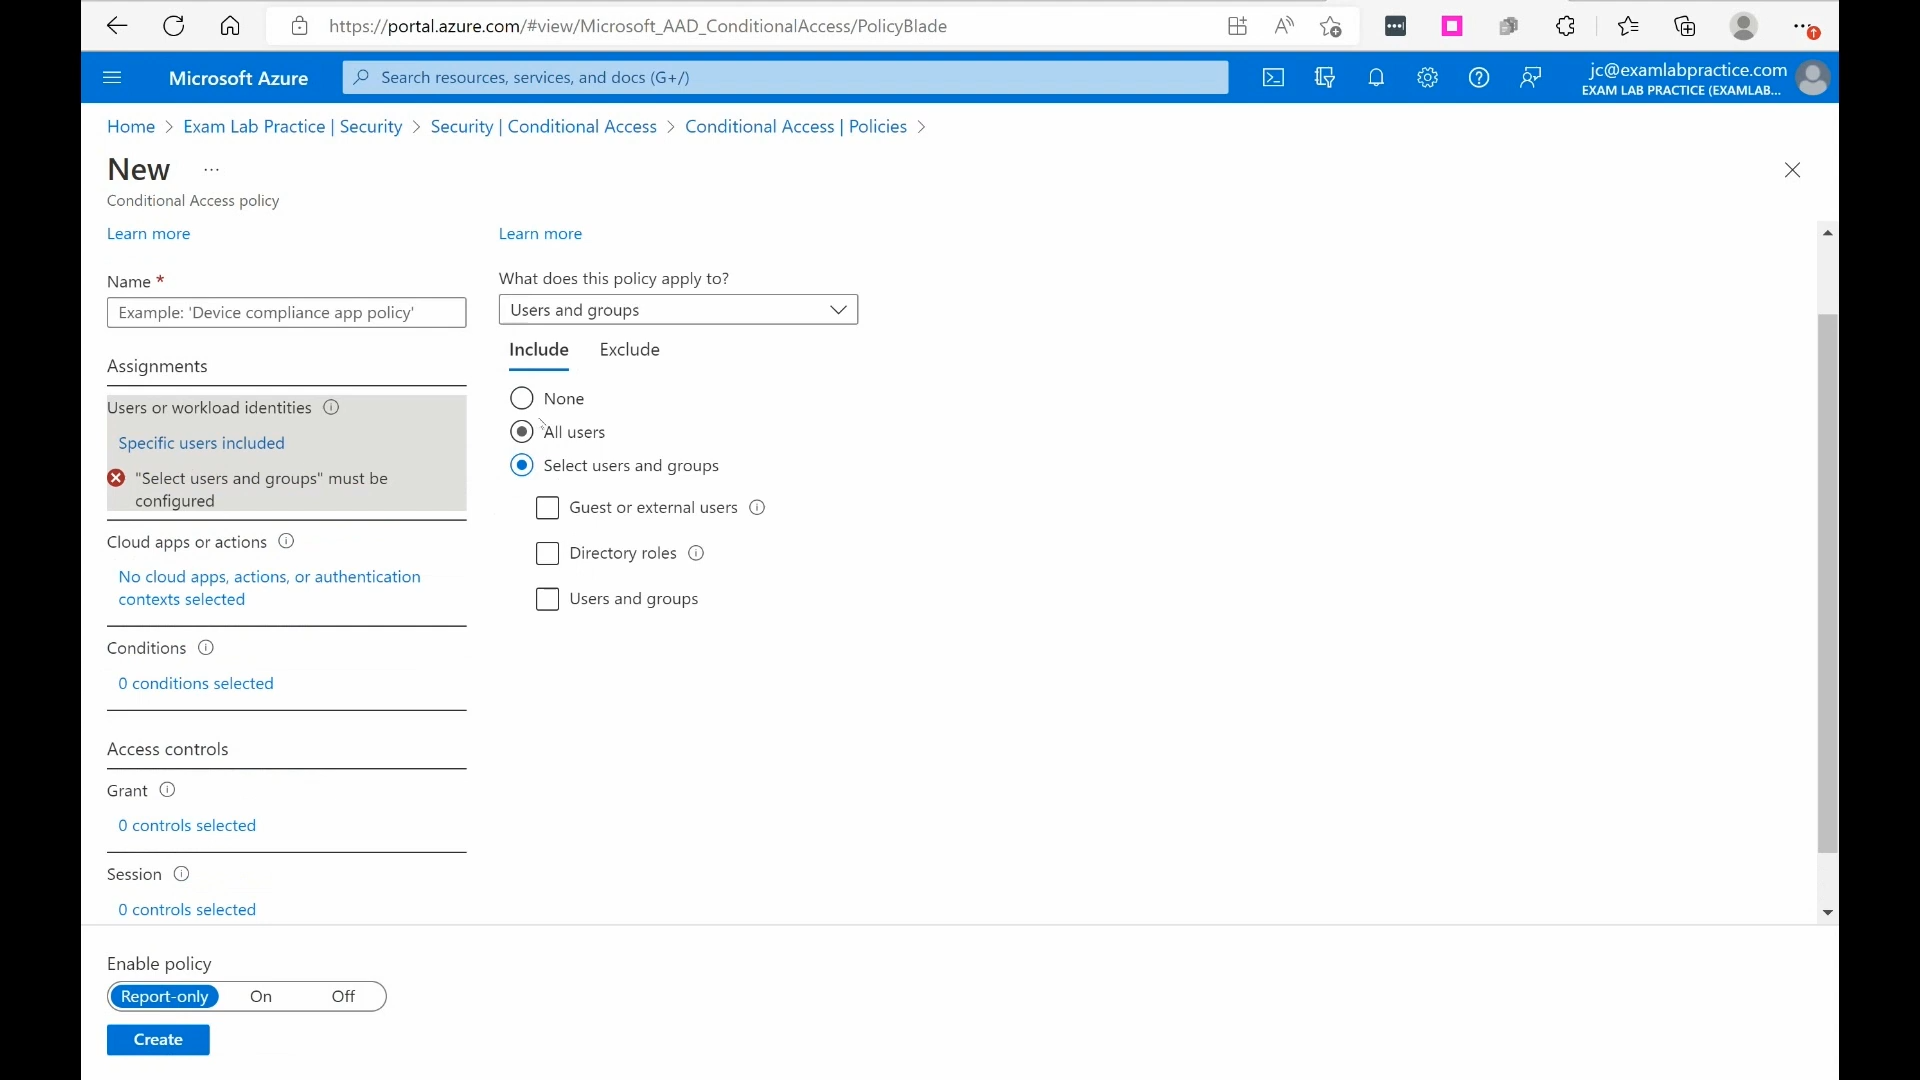 https://portal.azure.com/#view/Microsoft_AAD_ConditionalAccess/PolicyBlade
Microsoft Azure
Search resources, services, and docs (G+/)
jc@examlabpractice.com
EXAM LAB PRACTICE (EXAMLAB...
Home > Exam Lab Practice | Security > Security | Conditional Access > Conditional Access | Policies >
New ...
Conditional Access policy
Learn more
Name *
Example: 'Device compliance app policy'
Assignments
Users or workload identities
Specific users included
"Select users and groups" must be
configured
Cloud apps or actions
No cloud apps, actions, or authentication
contexts selected
Conditions
0 conditions selected
Access controls
Grant
0 controls selected
Session
0 controls selected
Learn more
What does this policy apply to?
Users and groups
Include Exclude
None
All users
Select users and groups
Guest or external users
Directory roles
Users and groups
Enable policy
Report-only On Off
Create